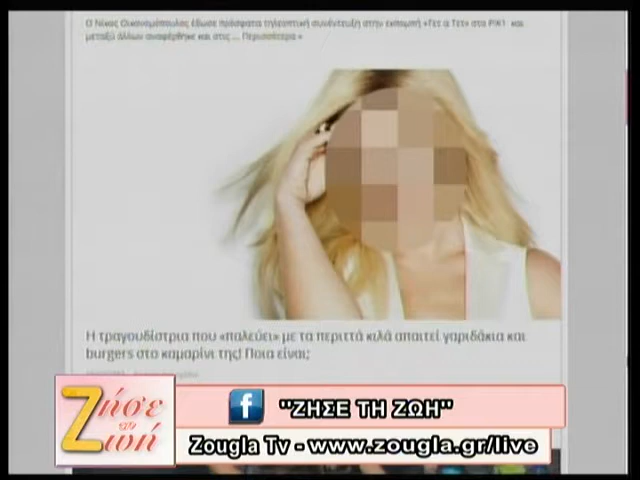 Ο Νίκος Οικονομόπουλος έδωσε πρόσφατα τηλεοπτική συνέντευξη στην εκπομπή «Τετ α Τετ» στο ΡΙΚ1 και
μεταξύ άλλων αναφέρθηκε και στις ... Περισσότερα »
Η τραγουδίστρια που «παλεύει» με τα περιττά κιλά απαιτεί γαριδάκια και
burgers στο καμαρίνι της! Ποια είναι;
Ζήσε
τη
Ζωή
f "ΖΗΣΕ ΤΗ ΖΩΗ"
Zougla Tv - www.zougla.gr/live